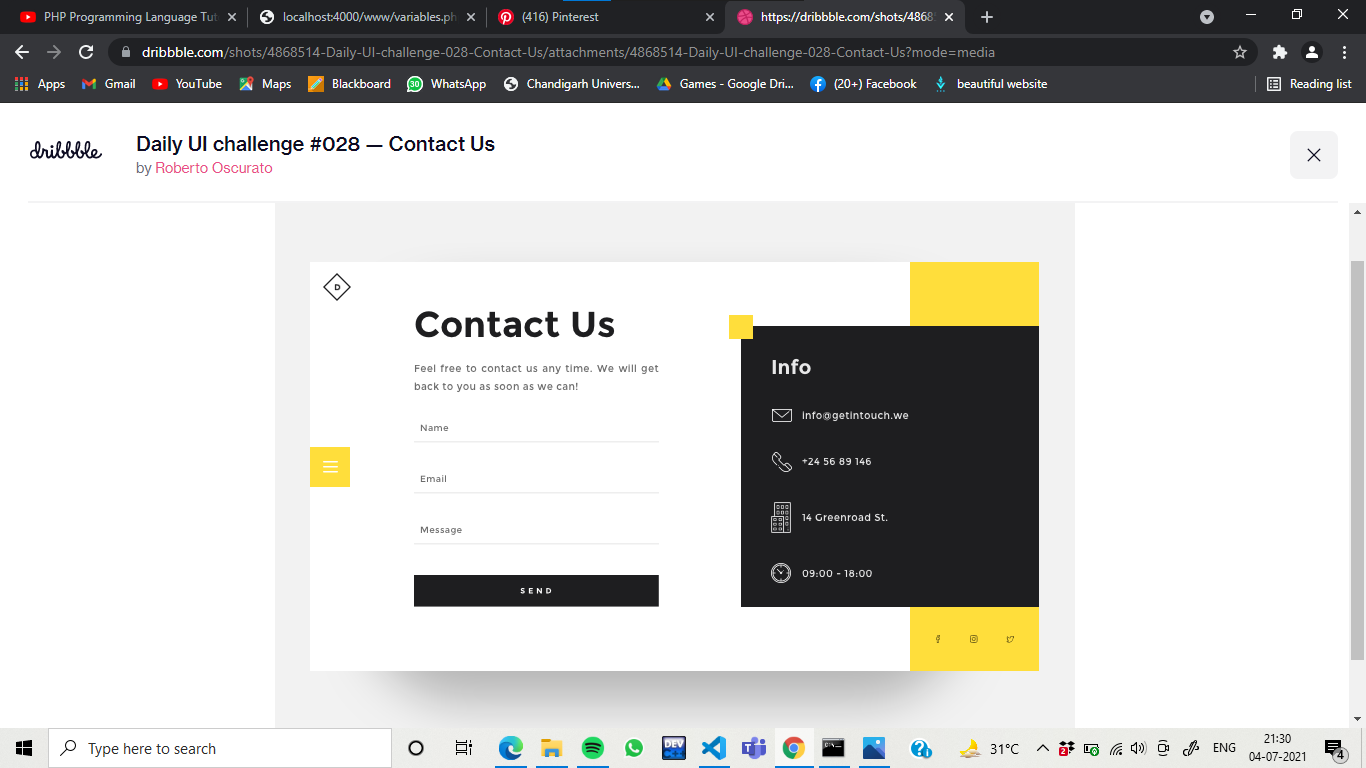 PHP Programming Language Tut
localhost:4000/www/variables.ph
(416) Pinterest
https://dribbble.com/shots/4868
dribbble.com/shots/4868514-Daily-UI-challenge-028-Contact-Us/attachments/4868514-Daily-UI-challenge-028-Contact-Us?mode=media
Apps Gmail YouTube Maps Blackboard 30 WhatsApp Chandigarh Univers... Games - Google Dri... (20+) Facebook beautiful website Reading list
dribbble
Daily UI challenge #028 — Contact Us
by Roberto Oscurato
D
Contact Us
Feel free to contact us any time. We will get
back to you as soon as we can!
Name
Email
Message
SEND
Info
info@getintouch.we
+24 56 89 146
14 Greenroad St.
09:00 - 18:00
Type here to search
DEV
31°C
2
ENG
21:30
04-07-2021
4